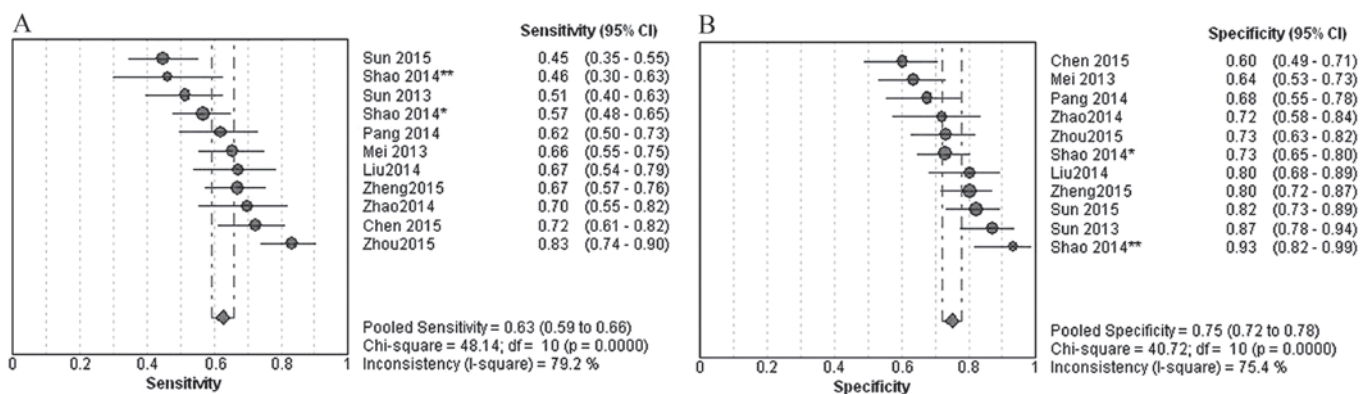 A
Sensitivity (95% CI)
Sun 2015 0.45 (0.35 - 0.55)
Shao 2014** 0.46 (0.30 - 0.63)
Sun 2013 0.51 (0.40 - 0.63)
Shao 2014* 0.57 (0.48 - 0.65)
Pang 2014 0.62 (0.50 - 0.73)
Mei 2013 0.66 (0.55 - 0.75)
Liu2014 0.67 (0.54 - 0.79)
Zheng2015 0.67 (0.57 - 0.76)
Zhao2014 0.70 (0.55 - 0.82)
Chen 2015 0.72 (0.61 - 0.82)
Zhou2015 0.83 (0.74 - 0.90)
Pooled Sensitivity = 0.63 (0.59 to 0.66)
Chi-square = 48.14; df = 10 (p = 0.0000)
Inconsistency (I-square) = 79.2 %
0 0.2 0.4 0.6 0.8 1
Sensitivity
B
Specificity (95% CI)
Chen 2015 0.60 (0.49 - 0.71)
Mei 2013 0.64 (0.53 - 0.73)
Pang 2014 0.68 (0.55 - 0.78)
Zhao2014 0.72 (0.58 - 0.84)
Zhou2015 0.73 (0.63 - 0.82)
Shao 2014* 0.73 (0.65 - 0.80)
Liu2014 0.80 (0.68 - 0.89)
Zheng2015 0.80 (0.72 - 0.87)
Sun 2015 0.82 (0.73 - 0.89)
Sun 2013 0.87 (0.78 - 0.94)
Shao 2014** 0.93 (0.82 - 0.99)
Pooled Specificity = 0.75 (0.72 to 0.78)
Chi-square = 40.72; df = 10 (p = 0.0000)
Inconsistency (I-square) = 75.4 %
0 0.2 0.4 0.6 0.8 1
Specificity